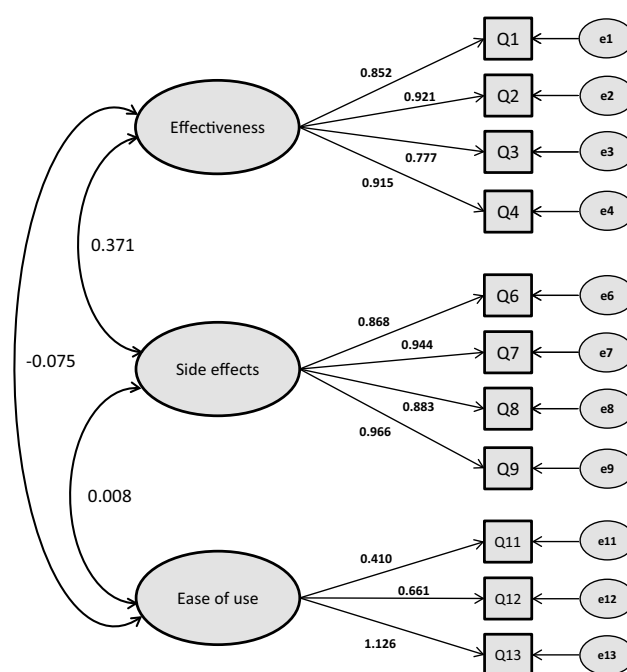 Q1
e1
0.852
Q2
e2
0.921
Effectiveness
Q3
e3
0.777
0.915
Q4
e4
0.371
Q6
e6
0.868
Q7
e7
0.944
-0.075
Side effects
Q8
e8
0.883
0.966
Q9
e9
0.008
Q11
e11
0.410
Q12
e12
0.661
Ease of use
Q13
e13
1.126